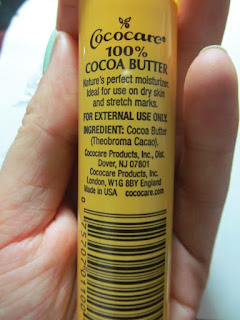 Cococare®
100%
COCOA BUTTER
Nature's perfect moisturizer.
Ideal for use on dry skin
and stretch marks.
FOR EXTERNAL USE ONLY.
INGREDIENT: Cocoa Butter
(Theobroma Cacao).
Cococare Products, Inc., Dist.
Dover, NJ 07801
Cococare Products, Inc.
London, W1G 8BY England
Made in USA cococare.com